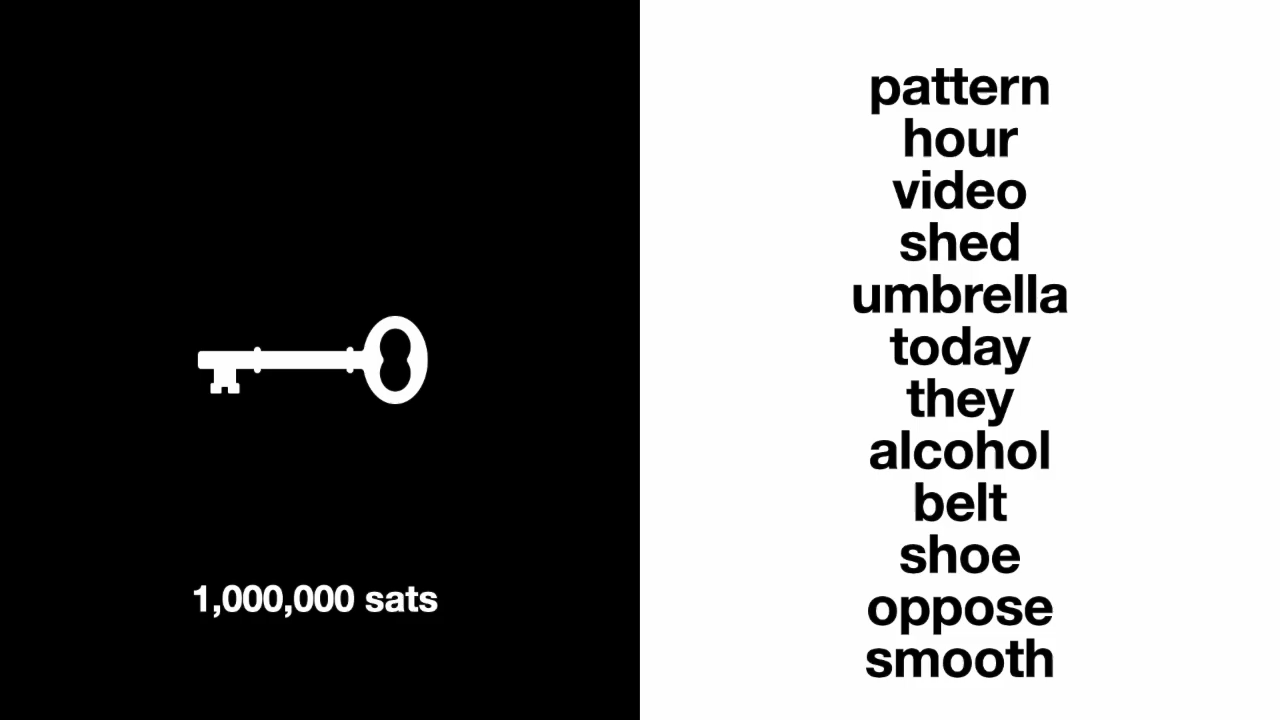 1,000,000 sats
pattern
hour
video
shed
umbrella
today
they
alcohol
belt
shoe
oppose
smooth